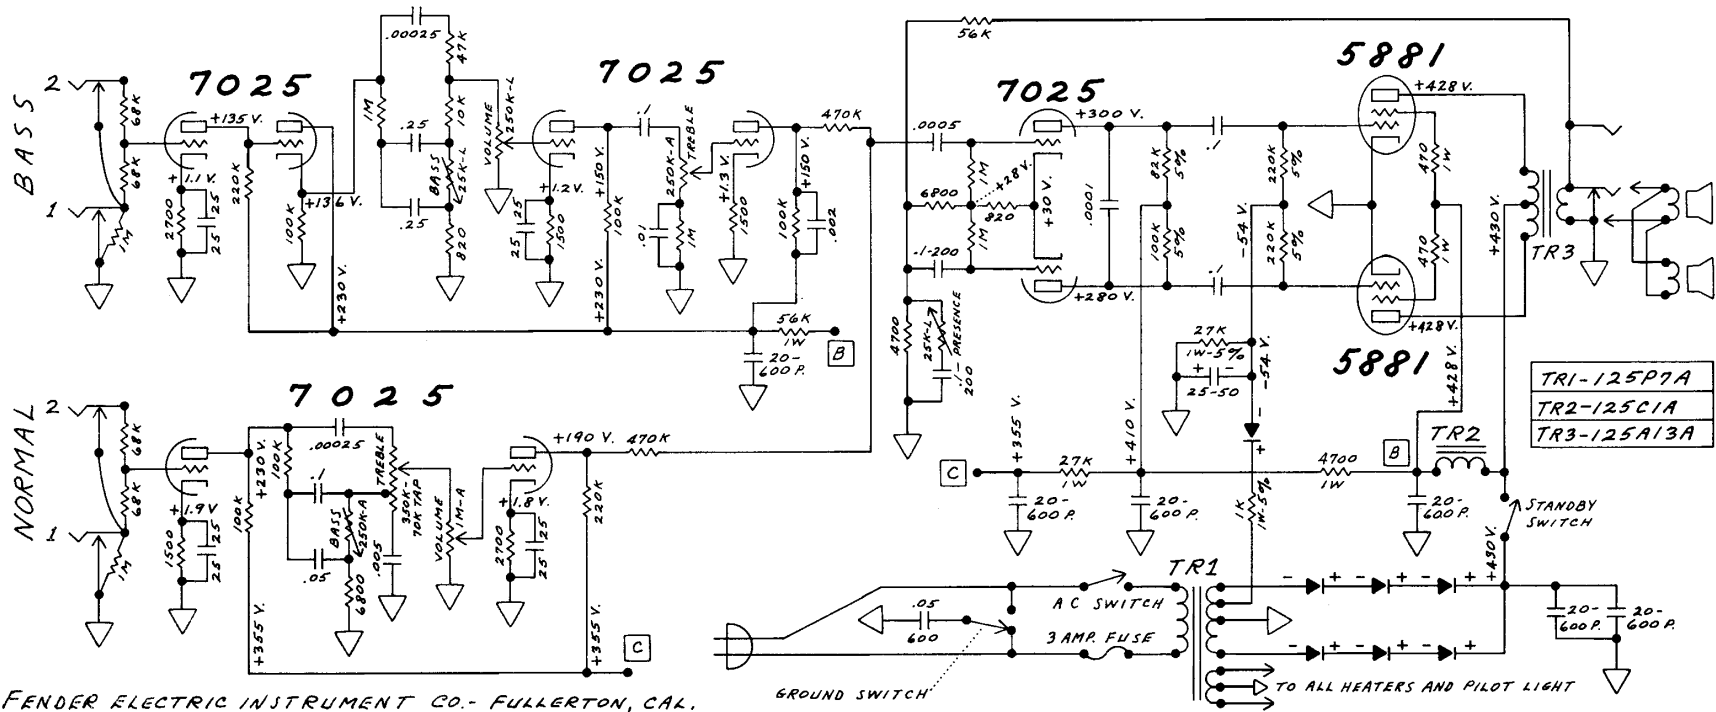 BASS
2
1
68K
68K
1M
7025
+135 V.
+1.1V.
2700
25
25
220K
100K
+136 V.
+230 V.
.00025
47K
1M
10K
.25
.25
BASS
25K-L
820
VOLUME
250K-L
7025
+1.2V.
25
25
1500
+150 V.
100K
+230 V.
.1
TREBLE
250K-A
.01
1M
+1.3 V.
1500
+150 V.
100K
.002
470K
56K
1W
B
20-
600 P.
56K
7025
.0005
+300 V.
1M
+28V.
6800
820
+30 V.
1M
.1-200
+280 V.
4700
25K-L
PRESENCE
.1-
200
.0001
82K
5%
100K
5%
.1
.1
220K
5%
220K
5%
-54 V.
5881
+428 V.
470
1W
470
1W
+428 V.
5881
+430 V.
TR3
27K
1W-5%
+ -
25-50
-54 V.
-
+
1K
1W-5%
+428 V.
TR1-125P7A
TR2-125C1A
TR3-125A13A
NORMAL
2
1
68K
68K
1M
7025
+1.9V
1500
25
25
+230 V.
100K
100K
+355 V.
.00025
.1
.05
BASS
250K-A
6800
TREBLE
350K-
70K TAP
.005
VOLUME
1M-A
+190 V.
470K
+1.8 V.
2700
25
25
220K
+355 V.
C
C
+355 V.
27K
1W
+410 V.
4700
1W
B
TR2
20-
600 P.
20-
600 P.
20-
600 P.
STANDBY
SWITCH
+430 V.
TR1
.05
600
AC SWITCH
3 AMP. FUSE
GROUND SWITCH
- + - + - +
- + - + - +
20-
600 P.
20-
600 P.
TO ALL HEATERS AND PILOT LIGHT
FENDER ELECTRIC INSTRUMENT CO.- FULLERTON, CAL.